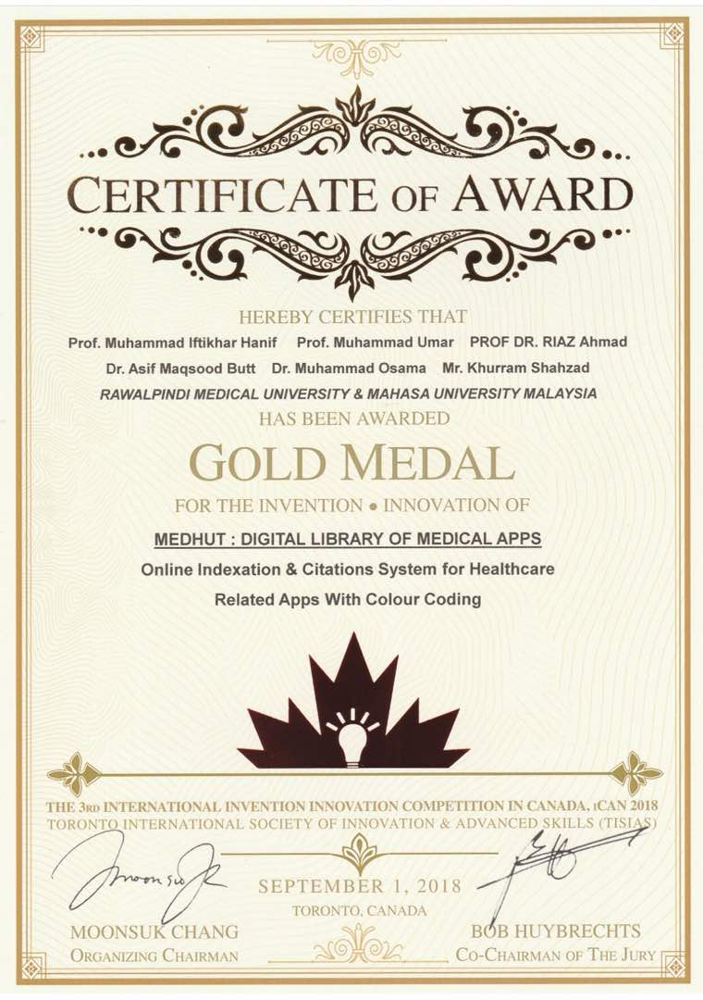 CERTIFICATE OF AWARD
HEREBY CERTIFIES THAT
Prof. Muhammad Iftikhar Hanif Prof. Muhammad Umar PROF DR. RIAZ Ahmad
Dr. Asif Maqsood Butt Dr. Muhammad Osama Mr. Khurram Shahzad
RAWALPINDI MEDICAL UNIVERSITY & MAHASA UNIVERSITY MALAYSIA
HAS BEEN AWARDED
GOLD MEDAL
FOR THE INVENTION • INNOVATION OF
MEDHUT : DIGITAL LIBRARY OF MEDICAL APPS
Online Indexation & Citations System for Healthcare
Related Apps With Colour Coding
THE 3RD INTERNATIONAL INVENTION INNOVATION COMPETITION IN CANADA, iCAN 2018
TORONTO INTERNATIONAL SOCIETY OF INNOVATION & ADVANCED SKILLS (TISIAS)
SEPTEMBER 1, 2018
TORONTO, CANADA
MOONSUK CHANG
ORGANIZING CHAIRMAN
BOB HUYBRECHTS
CO-CHAIRMAN OF THE JURY